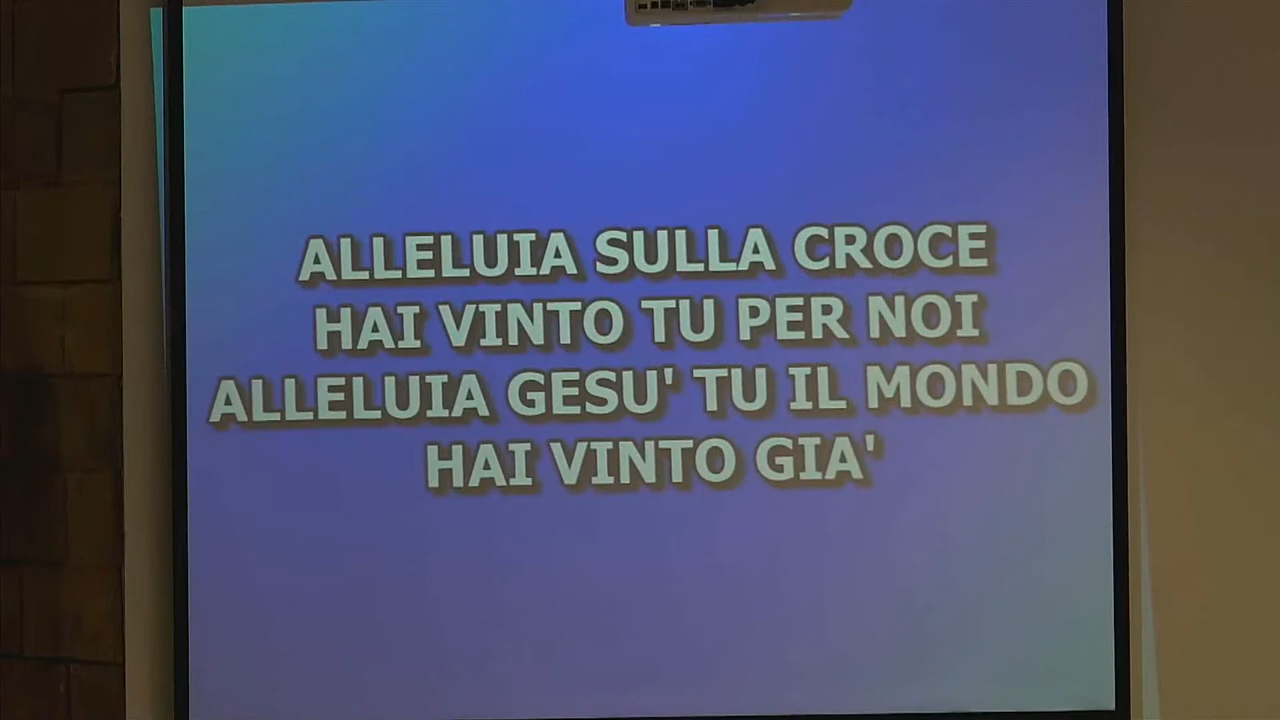 ALLELUIA SULLA CROCE
HAI VINTO TU PER NOI
ALLELUIA GESU' TU IL MONDO
HAI VINTO GIA'